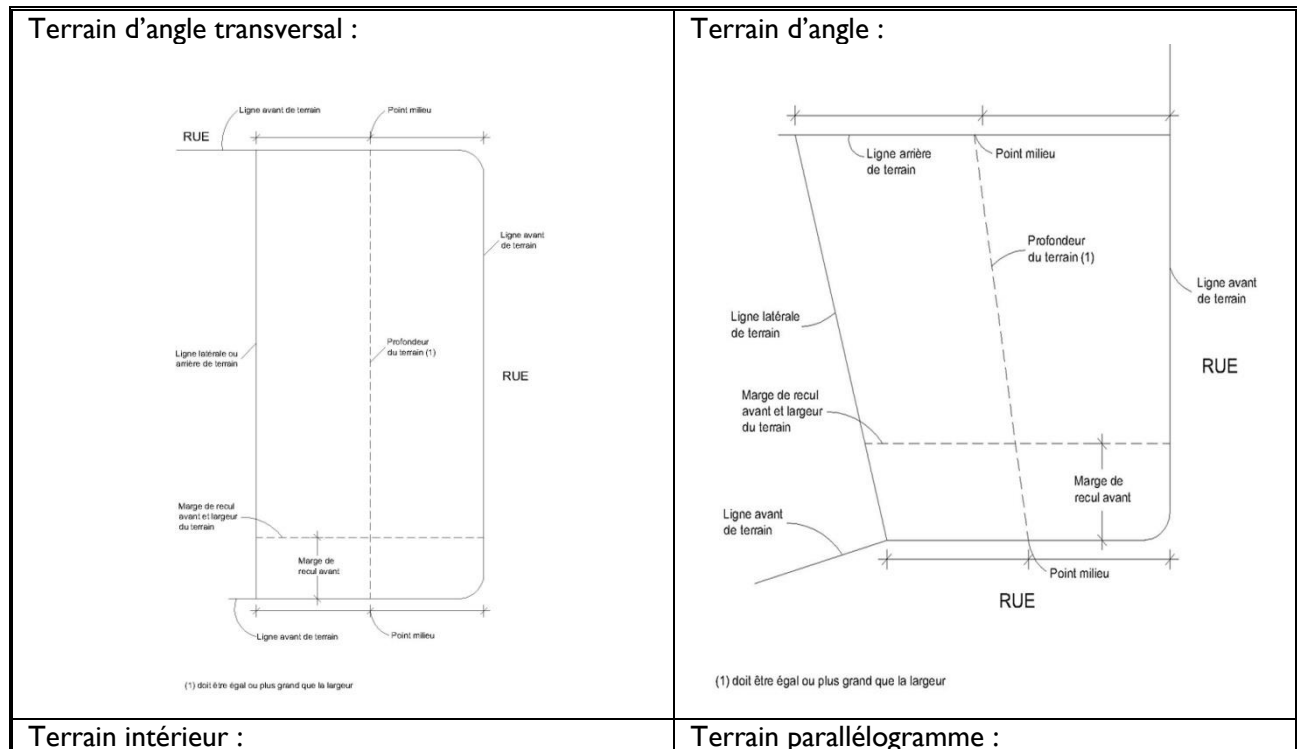 Terrain d'angle transversal :
Ligne avant de terrain
Point milieu
RUE
Ligne avant
de terrain
Ligne latérale ou
arrière de terrain
Profondeur
du terrain (1)
RUE
Marge de recul
avant et largeur
du terrain
Marge de
recul avant
Ligne avant de terrain
Point milieu
(1) doit être égal ou plus grand que la largeur
Terrain d'angle :
Ligne arrière
de terrain
Point milieu
Profondeur
du terrain (1)
Ligne avant
de terrain
Ligne latérale
de terrain
RUE
Marge de recul
avant et largeur
du terrain
Marge de
recul avant
Ligne avant
de terrain
Point milieu
RUE
(1) doit être égal ou plus grand que la largeur
Terrain intérieur :
Terrain parallélogramme :